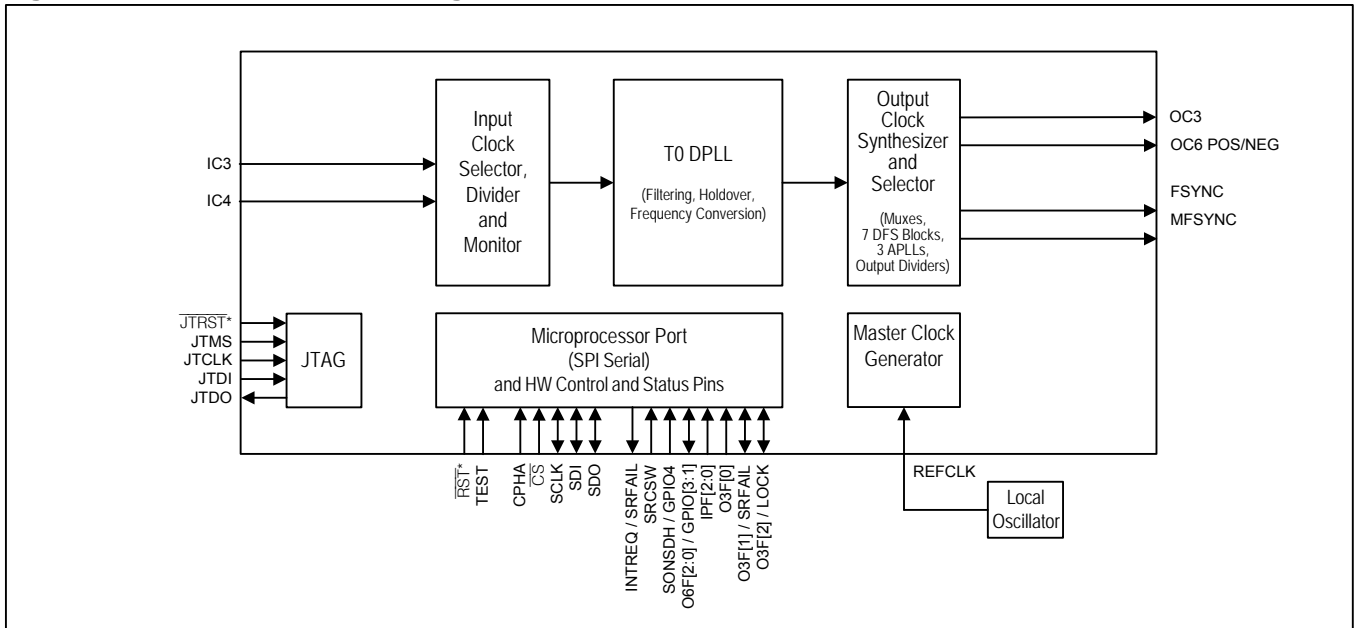 Input
Clock
Selector,
Divider
and
Monitor
T0 DPLL
(Filtering, Holdover,
Frequency Conversion)
Output
Clock
Synthesizer
and
Selector
(Muxes,
7 DFS Blocks,
3 APLLs,
Output Dividers)
IC3
IC4
OC3
OC6 POS/NEG
FSYNC
MFSYNC
JTRST*
JTMS
JTCLK
JTDI
JTDO
JTAG
Microprocessor Port
(SPI Serial)
and HW Control and Status Pins
Master Clock
Generator
RST*
TEST
CPHA
CS
SCLK
SDI
SDO
INTREQ / SRFAIL
SRCSW
SONSDH / GPIO4
O6F[2:0] / GPIO[3:1]
IPF[2:0]
O3F[0]
O3F[1] / SRFAIL
O3F[2] / LOCK
REFCLK
Local
Oscillator